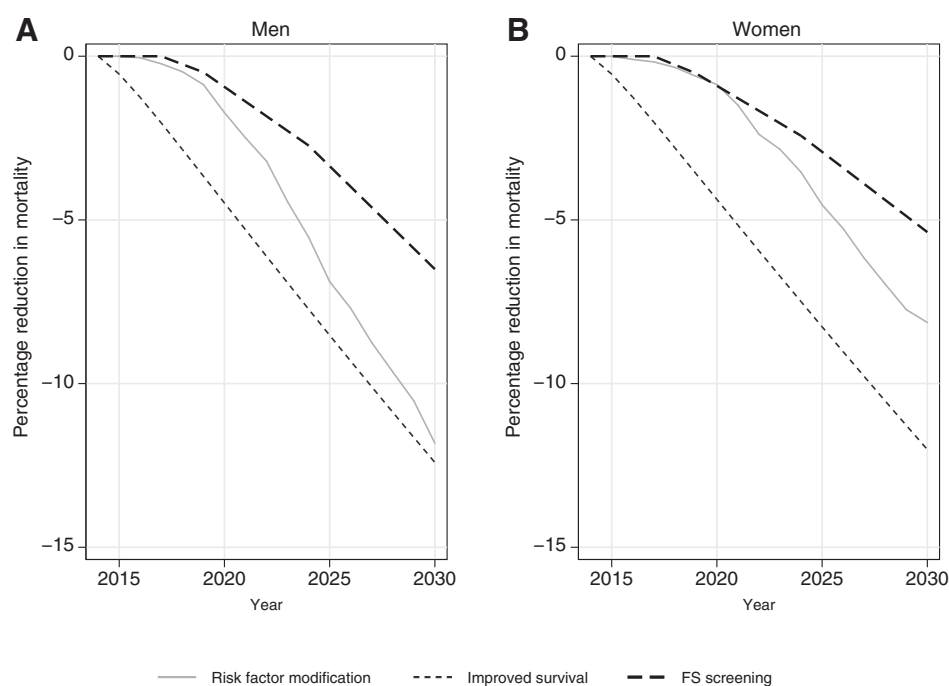 A
Men
Percentage reduction in mortality
0
−5
−10
−15
2015 2020 2025 2030
Year
B
Women
Percentage reduction in mortality
0
−5
−10
−15
2015 2020 2025 2030
Year
Risk factor modification Improved survival FS screening